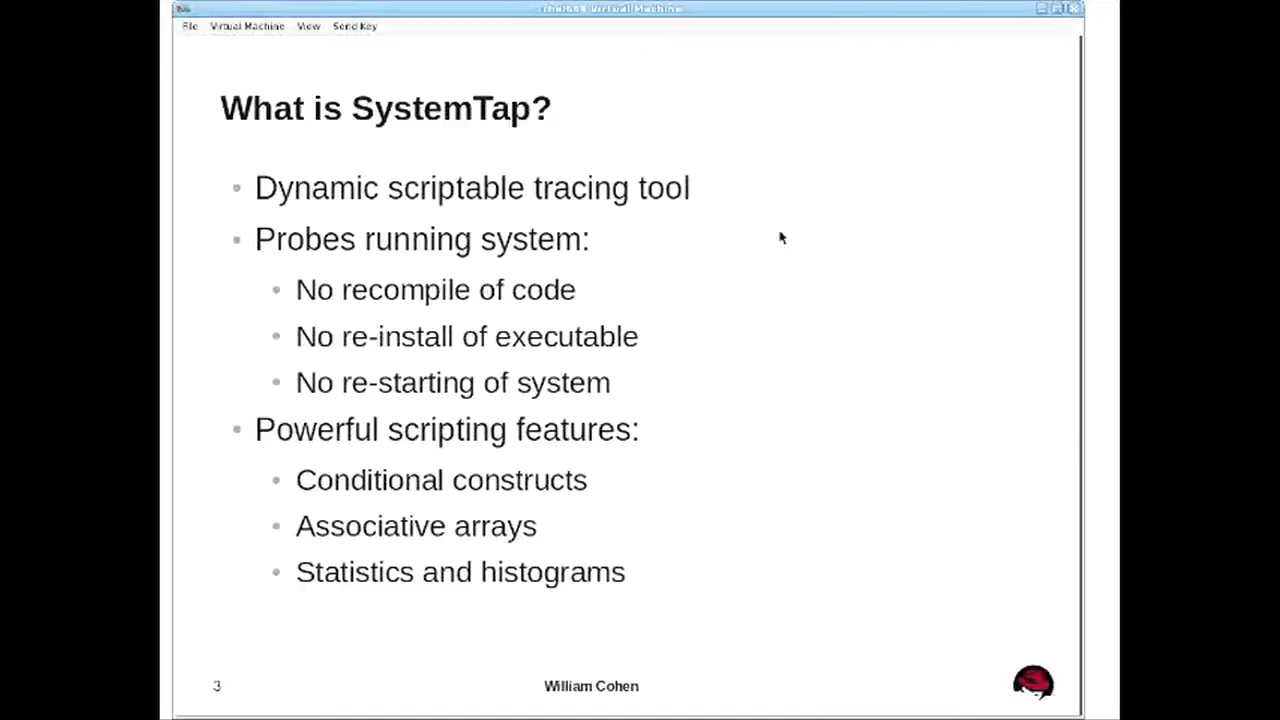 File Virtual Machine View Send Key
What is SystemTap?
Dynamic scriptable tracing tool
Probes running system:
No recompile of code
No re-install of executable
No re-starting of system
Powerful scripting features:
Conditional constructs
Associative arrays
Statistics and histograms
3 William Cohen